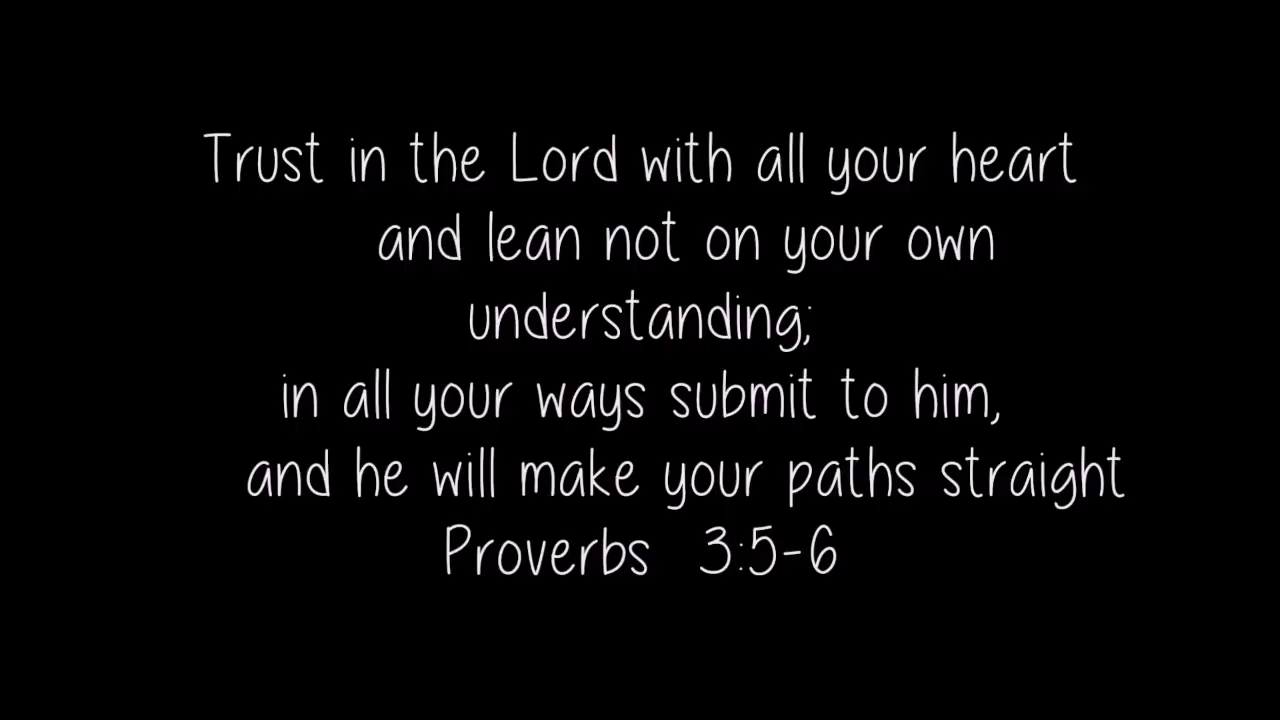 Trust in the Lord with all your heart
and lean not on your own
understanding;
in all your ways submit to him,
and he will make your paths straight
Proverbs 3:5-6